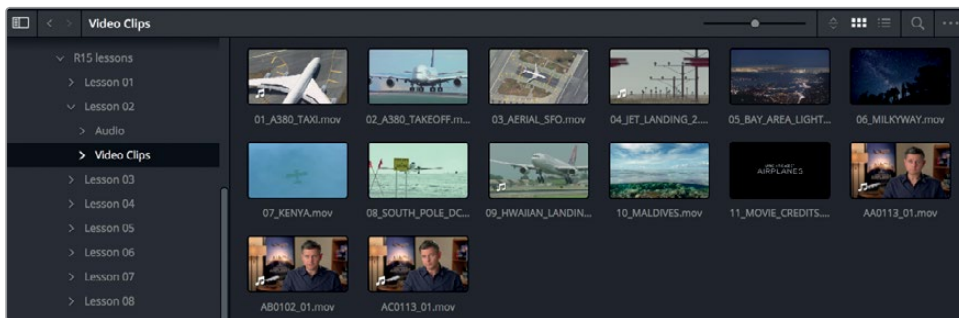 Video Clips
R15 lessons
Lesson 01
Lesson 02
Audio
Video Clips
Lesson 03
Lesson 04
Lesson 05
Lesson 06
Lesson 07
Lesson 08
01_A380_TAXI.mov 02_A380_TAKEOFF.m... 03_AERIAL_SFO.mov 04_JET_LANDING_2.... 05_BAY_AREA_LIGHT... 06_MILKYWAY.mov
AIRPLANES
07_KENYA.mov 08_SOUTH_POLE_DC... 09_HWAIIAN_LANDIN... 10_MALDIVES.mov 11_MOVIE_CREDITS.... AA0113_01.mov
AB0102_01.mov AC0113_01.mov